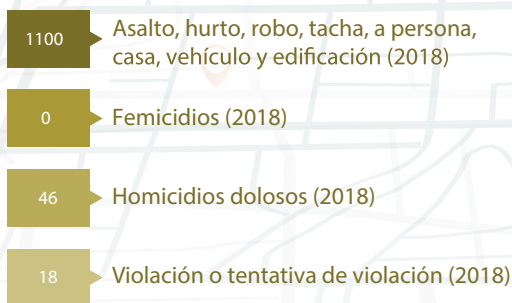 1100
Asalto, hurto, robo, tacha, a persona,
casa, vehículo y edificación (2018)
0
Femicidios (2018)
46
Homicidios dolosos (2018)
18
Violación o tentativa de violación (2018)